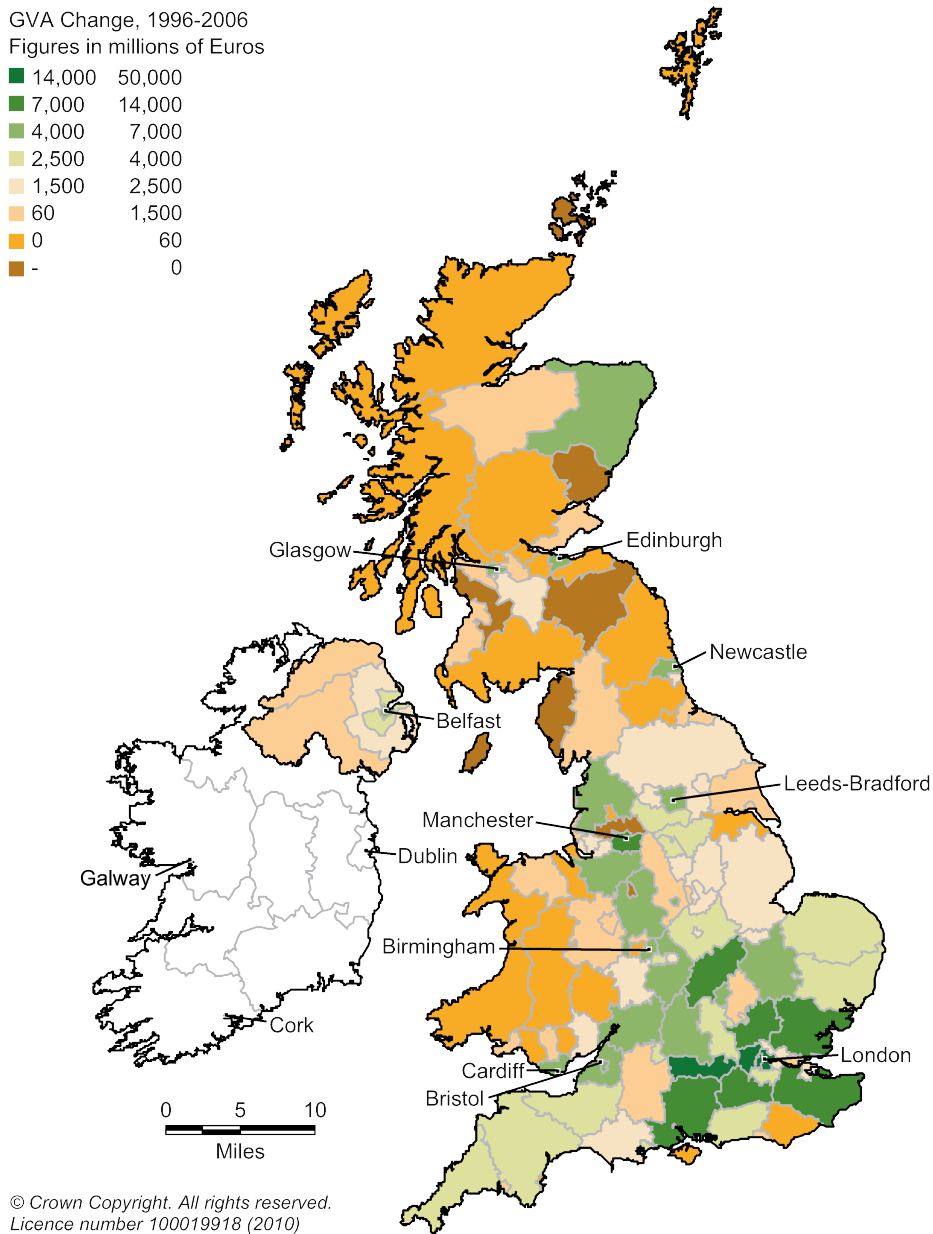 GVA Change, 1996-2006
Figures in millions of Euros
14,000 50,000
7,000 14,000
4,000 7,000
2,500 4,000
1,500 2,500
60 1,500
0 60
- 0
Glasgow
Edinburgh
Newcastle
Belfast
Leeds-Bradford
Manchester
Dublin
Galway
Birmingham
Cork
London
Cardiff
Bristol
0 5 10
Miles
© Crown Copyright. All rights reserved.
Licence number 100019918 (2010)